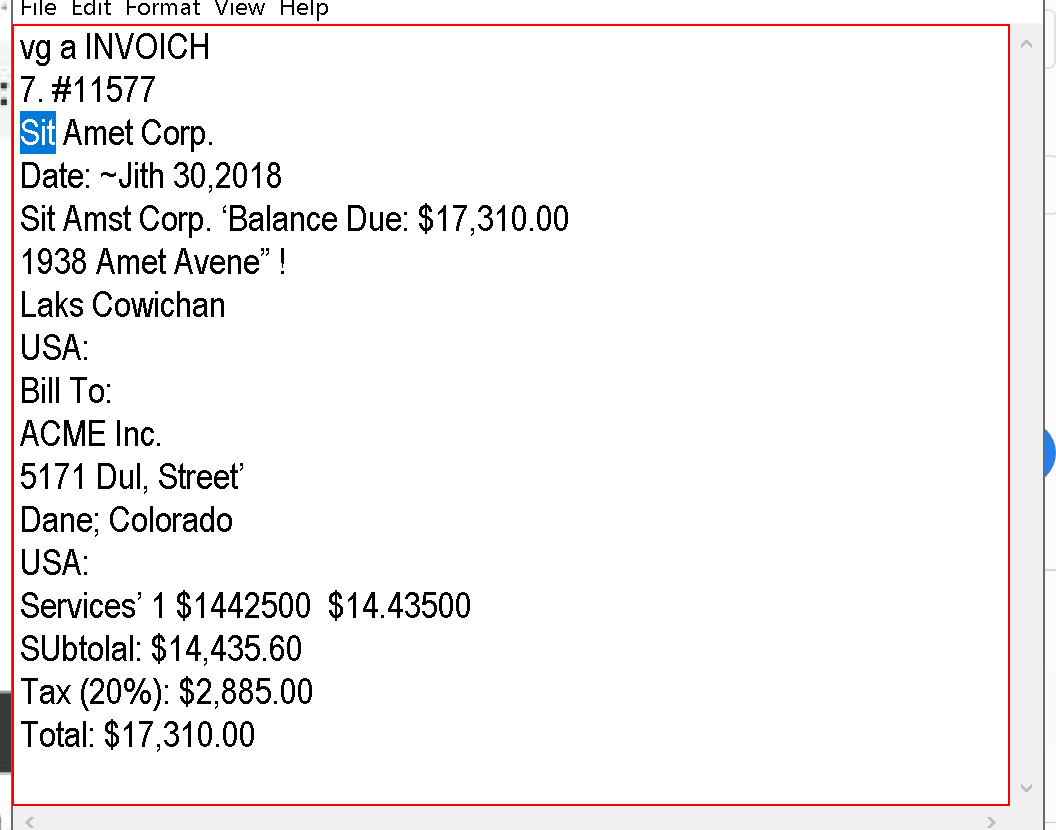 File Edit Format View Help
vg a INVOICH
7. #11577
Sit Amet Corp.
Date: ~Jith 30,2018
Sit Amst Corp. ‘Balance Due: $17,310.00
1938 Amet Avene” !
Laks Cowichan
USA:
Bill To:
ACME Inc.
5171 Dul, Street’
Dane; Colorado
USA:
Services’ 1 $1442500  $14.43500
SUbtolal: $14,435.60
Tax (20%): $2,885.00
Total: $17,310.00